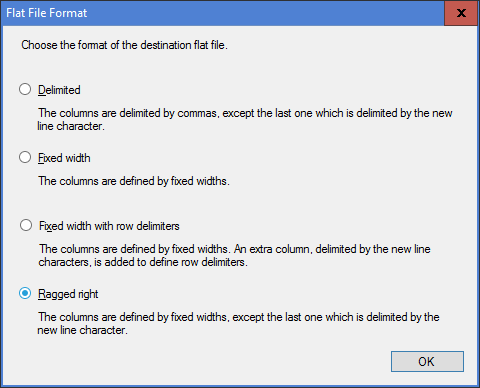 Flat File Format
x
Choose the format of the destination flat file.
Delimited
The columns are delimited by commas, except the last one which is delimited by the new
line character.
Fixed width
The columns are defined by fixed widths.
Fixed width with row delimiters
The columns are defined by fixed widths. An extra column, delimited by the new line
characters, is added to define row delimiters.
Ragged right
The columns are defined by fixed widths, except the last one which is delimited by the
new line character.
OK